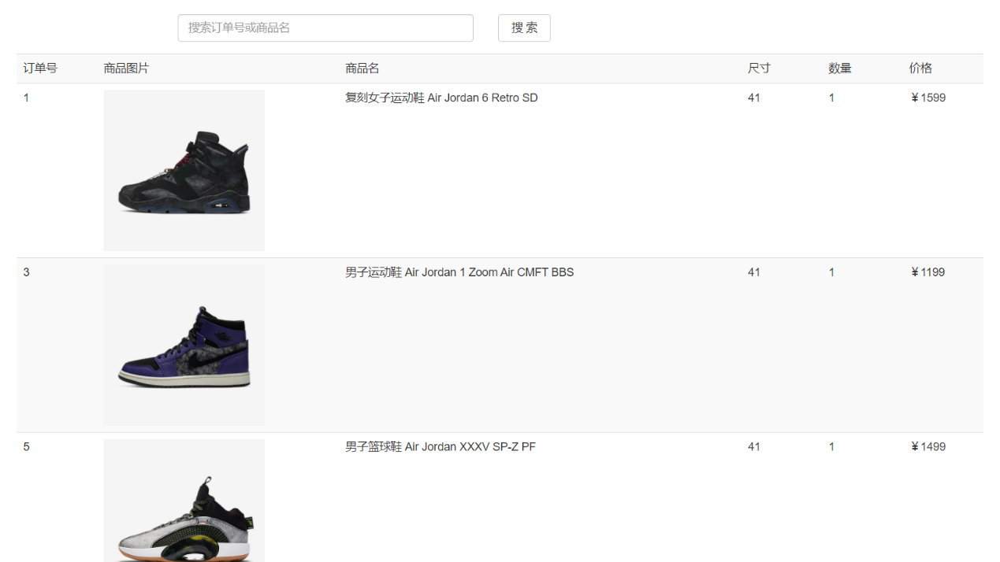 搜索订单号或商品名 搜 索
订单号 商品图片 商品名 尺寸 数量 价格
1 复刻女子运动鞋 Air Jordan 6 Retro SD 41 1 ¥1599
3 男子运动鞋 Air Jordan 1 Zoom Air CMFT BBS 41 1 ¥1199
5 男子篮球鞋 Air Jordan XXXV SP-Z PF 41 1 ¥1499